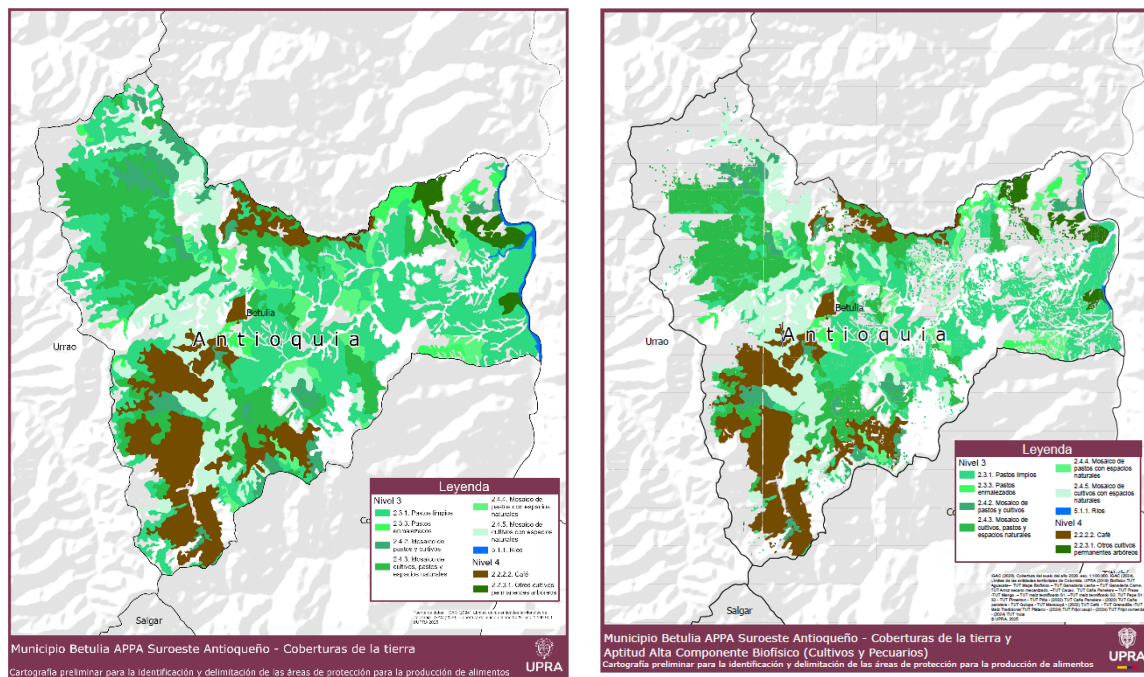 Betulia
Antioquia
Urrao
Salgar
Leyenda
Nivel 3
2.3.1. Pastos limpios
2.3.3. Pastos
enmalezados
2.4.2. Mosaico de
pastos y cultivos
2.4.3. Mosaico de
cultivos, pastos y
espacios naturales
2.4.4. Mosaico de
pastos con espacios
naturales
2.4.5. Mosaico de
cultivos con espacios
naturales
5.1.1. Ríos
Nivel 4
2.2.2.2. Café
2.2.3.1. Otros cultivos
permanentes arbóreos
Municipio Betulia APPA Suroeste Antioqueño - Coberturas de la tierra
Cartografía preliminar para la identificación y delimitación de las áreas de protección para la producción de alimentos
UPRA
Betulia
Antioquia
Urrao
Salgar
Leyenda
Nivel 3
2.3.1. Pastos limpios
2.3.3. Pastos
enmalezados
2.4.2. Mosaico de
pastos y cultivos
2.4.3. Mosaico de
cultivos, pastos y
espacios naturales
2.4.4. Mosaico de
pastos con espacios
naturales
2.4.5. Mosaico de
cultivos con espacios
naturales
5.1.1. Ríos
Nivel 4
2.2.2.2. Café
2.2.3.1. Otros cultivos
permanentes arbóreos
© UPRA, 2025
Municipio Betulia APPA Suroeste Antioqueño - Coberturas de la tierra y
Aptitud Alta Componente Biofísico (Cultivos y Pecuarios)
Cartografía preliminar para la identificación y delimitación de las áreas de protección para la producción de alimentos
UPRA